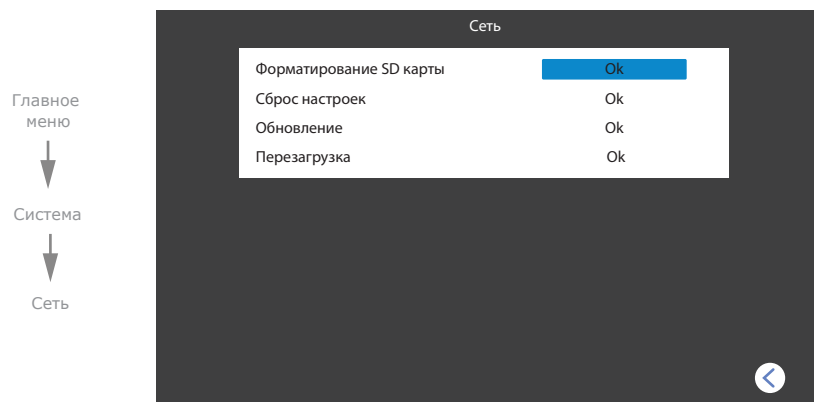 Сеть
Форматирование SD карты Ok
Сброс настроек Ok
Обновление Ok
Перезагрузка Ok
Главное
меню
Система
Сеть